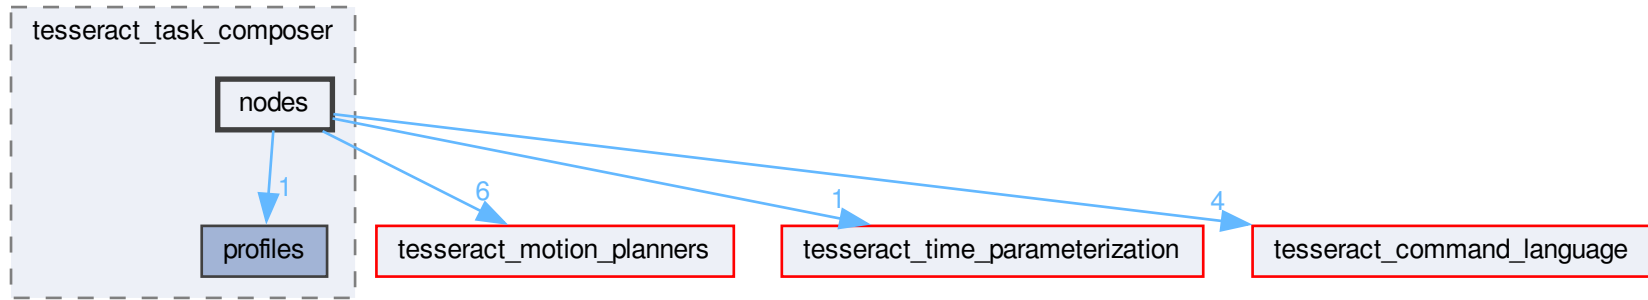 tesseract_task_composer
nodes
1
6
1
4
profiles
tesseract_motion_planners
tesseract_time_parameterization
tesseract_command_language